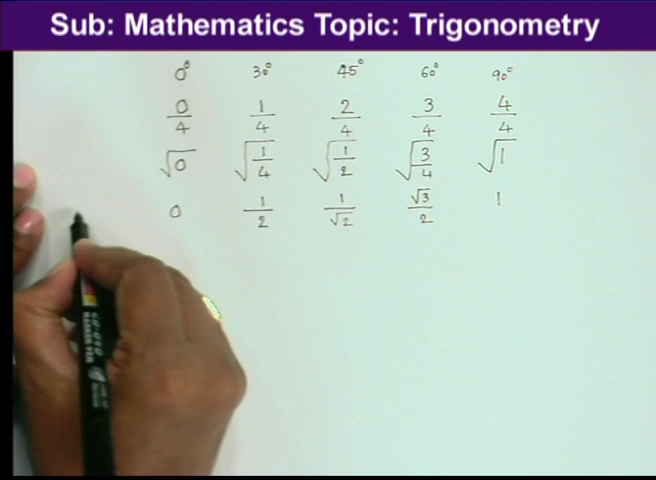 Sub: Mathematics Topic: Trigonometry
0° 30° 45° 60° 90°
0/4 1/4 2/4 3/4 4/4
√0 √1/4 √1/2 √3/4 √1
0 1/2 1/√2 √3/2 1